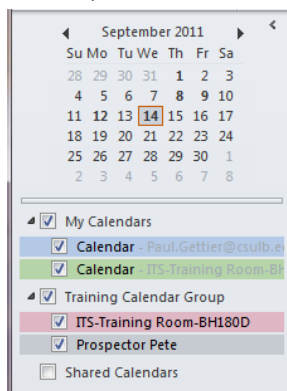 September 2011
Su Mo Tu We Th Fr Sa
28 29 30 31 1 2 3
4 5 6 7 8 9 10
11 12 13 14 15 16 17
18 19 20 21 22 23 24
25 26 27 28 29 30 1
2 3 4 5 6 7 8
My Calendars
Calendar - Paul.Gettier@csulb.e
Calendar - ITS-Training Room-BH
Training Calendar Group
ITS-Training Room-BH180D
Prospector Pete
Shared Calendars